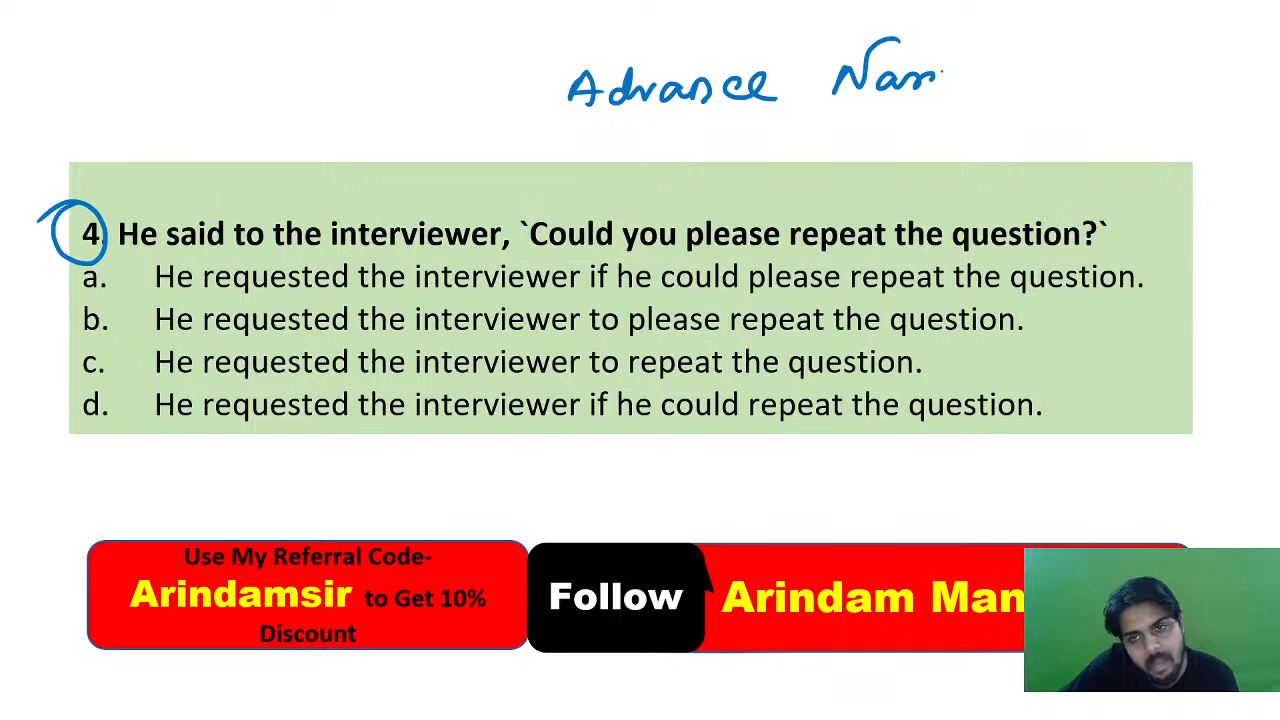 Advance Narr
4. He said to the interviewer, `Could you please repeat the question?`
a. He requested the interviewer if he could please repeat the question.
b. He requested the interviewer to please repeat the question.
c. He requested the interviewer to repeat the question.
d. He requested the interviewer if he could repeat the question.
Use My Referral Code-
Arindamsir to Get 10%
Discount
Follow
Arindam Man